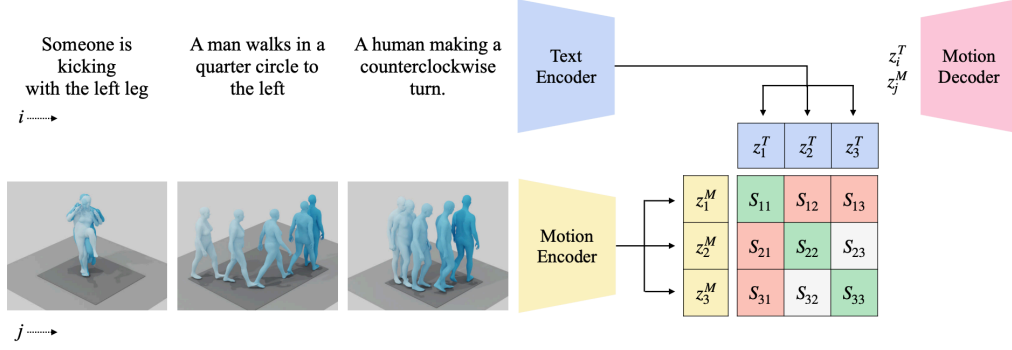 Someone is
kicking
with the left leg
A man walks in a
quarter circle to
the left
A human making a
counterclockwise
turn.
i
Text
Encoder
z_i^T
z_j^M
Motion
Decoder
z_1^T z_2^T z_3^T
z_1^M S_11 S_12 S_13
Motion
Encoder
z_2^M S_21 S_22 S_23
z_3^M S_31 S_32 S_33
j